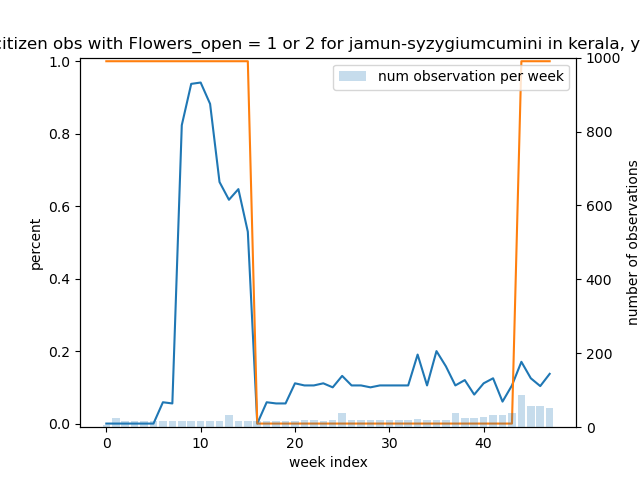 citizen obs with Flowers_open = 1 or 2 for jamun-syzygiumcumini in kerala, y
num observation per week
1.0
0.8
0.6
0.4
0.2
0.0
percent
1000
800
600
400
200
0
number of observations
0 10 20 30 40
week index